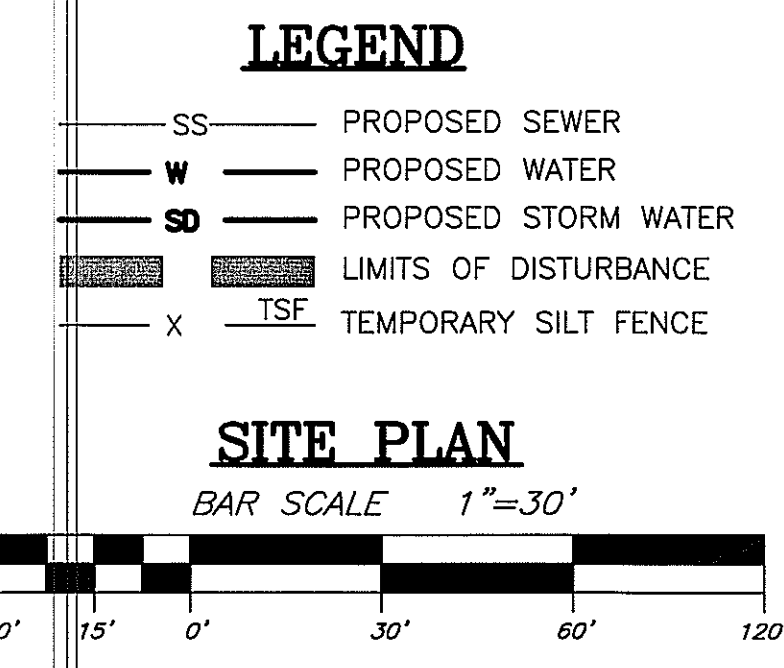 LEGEND
SS PROPOSED SEWER
W PROPOSED WATER
SD PROPOSED STORM WATER
LIMITS OF DISTURBANCE
X TSF TEMPORARY SILT FENCE
SITE PLAN
BAR SCALE 1"=30'
0' 15' 0' 30' 60' 120